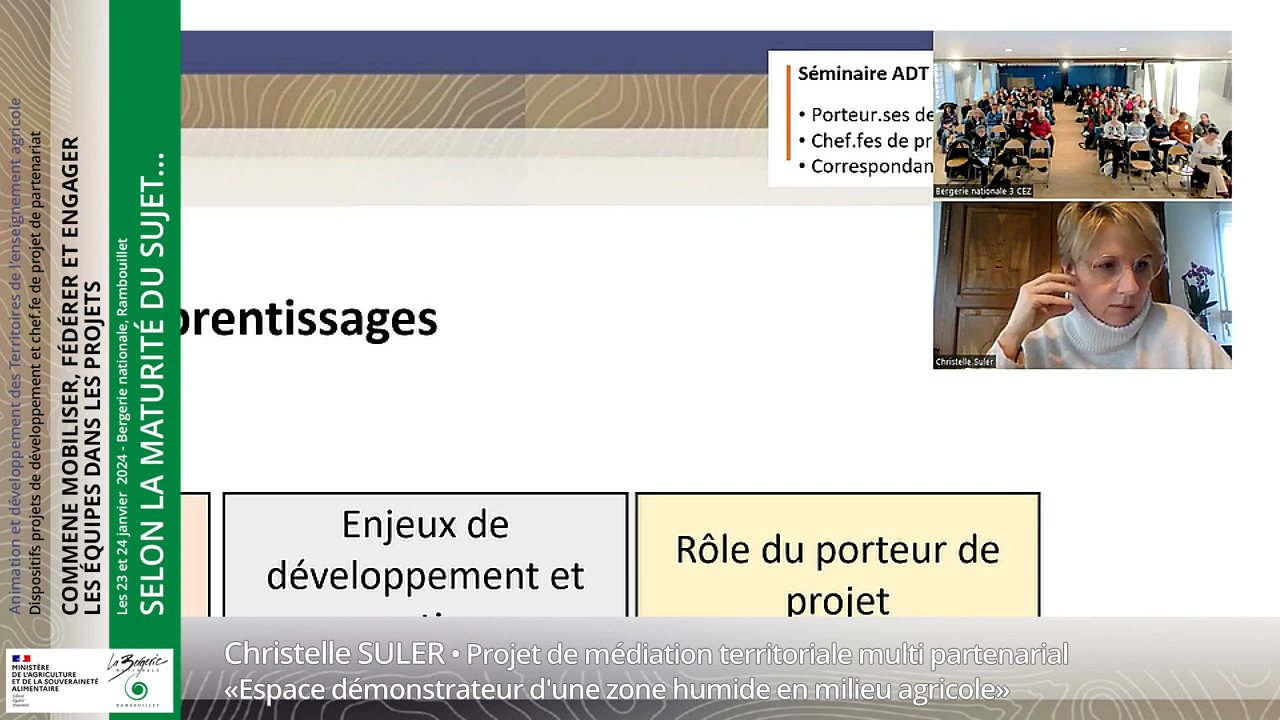 Animation et développement des Territoires de l'enseignement agricole
Dispositifs projets de développement et chef.fe de projet de partenariat
COMMENE MOBILISER, FÉDÉRER ET ENGAGER
LES ÉQUIPES DANS LES PROJETS
Les 23 et 24 janvier 2024 - Bergerie nationale, Rambouillet
SELON LA MATURITÉ DU SUJET...
Séminaire ADT
• Porteur.ses de
• Chef.fes de pr
• Correspondan
Bergerie nationale 3 CEZ
Christelle Suler
prentissages
Enjeux de
développement et
Rôle du porteur de
projet
Christelle SULER • Projet de médiation territoriale multi partenarial
«Espace démonstrateur d'une zone humide en milieu agricole»
MINISTÈRE
DE L'AGRICULTURE
ET DE LA SOUVERAINETÉ
ALIMENTAIRE
Liberté
Égalité
Fraternité
La Bergerie
NATIONALE
RAMBOUILLET